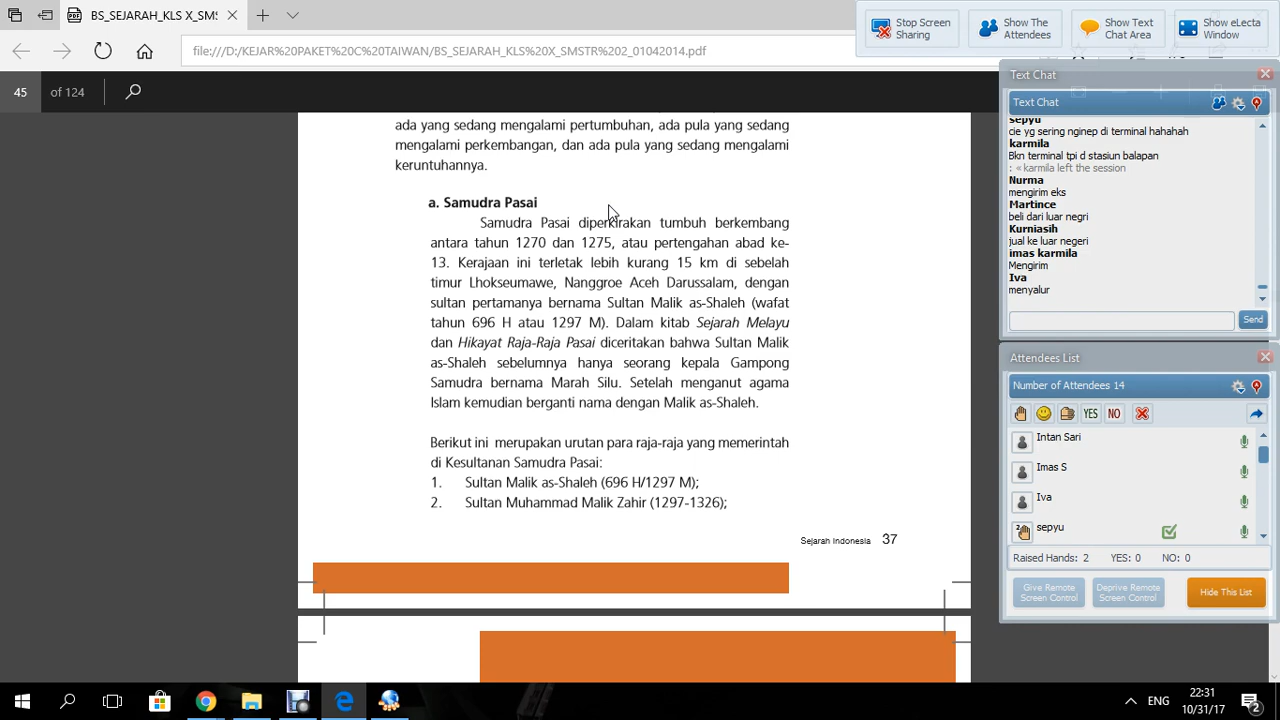 BS_SEJARAH_KLS X_SMS
file:///D:/KEJAR%20PAKET%20C%20TAIWAN/BS_SEJARAH_KLS%20X_SMSTR%202_01042014.pdf
45 of 124
Stop Screen Sharing
Show The Attendees
Show Text Chat Area
Show eLecta Window
ada yang sedang mengalami pertumbuhan, ada pula yang sedang
mengalami perkembangan, dan ada pula yang sedang mengalami
keruntuhannya.
a. Samudra Pasai
Samudra Pasai diperkirakan tumbuh berkembang
antara tahun 1270 dan 1275, atau pertengahan abad ke-
13. Kerajaan ini terletak lebih kurang 15 km di sebelah
timur Lhokseumawe, Nanggroe Aceh Darussalam, dengan
sultan pertamanya bernama Sultan Malik as-Shaleh (wafat
tahun 696 H atau 1297 M). Dalam kitab Sejarah Melayu
dan Hikayat Raja-Raja Pasai diceritakan bahwa Sultan Malik
as-Shaleh sebelumnya hanya seorang kepala Gampong
Samudra bernama Marah Silu. Setelah menganut agama
Islam kemudian berganti nama dengan Malik as-Shaleh.
Berikut ini merupakan urutan para raja-raja yang memerintah
di Kesultanan Samudra Pasai:
1. Sultan Malik as-Shaleh (696 H/1297 M);
2. Sultan Muhammad Malik Zahir (1297-1326);
Sejarah Indonesia 37
Text Chat
Text Chat
sepyu
cie yg sering nginep di terminal hahahah
karmila
Bkn terminal tpi d stasiun balapan
: « karmila left the session
Nurma
mengirim eks
Martince
beli dari luar negri
Kurniasih
jual ke luar negeri
imas karmila
Mengirim
Iva
menyalur
Send
Attendees List
Number of Attendees 14
YES NO
Intan Sari
Imas S
Iva
sepyu
Raised Hands: 2 YES: 0 NO: 0
Give Remote Screen Control
Deprive Remote Screen Control
Hide This List
ENG
22:31
10/31/17
2